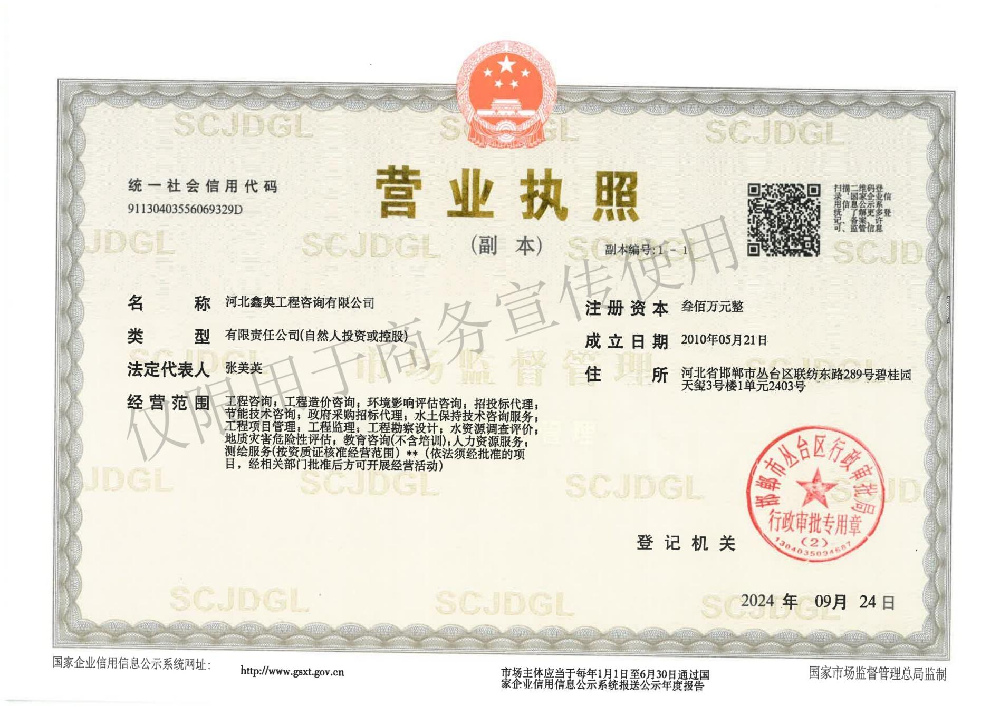 营业执照
(副 本)
副本编号:1 - 1
统一社会信用代码
91130403556069329D
扫描二维码登
录‘国家企业信
用信息公示系
统’了解更多登
记、备案、许
可、监管信息
名 称 河北鑫奥工程咨询有限公司
类 型 有限责任公司(自然人投资或控股)
法定代表人 张美英
经营范围 工程咨询；工程造价咨询；环境影响评估咨询；招投标代理；
节能技术咨询；政府采购招标代理；水土保持技术咨询服务；
工程项目管理；工程监理；工程勘察设计；水资源调查评价；
地质灾害危险性评估；教育咨询(不含培训)；人力资源服务；
测绘服务(按资质证核准经营范围) **（依法须经批准的项
目，经相关部门批准后方可开展经营活动）
注册资本 叁佰万元整
成立日期 2010年05月21日
住 所 河北省邯郸市丛台区联纺东路289号碧桂园
天玺3号楼1单元2403号
仅限用于商务宣传使用
登记机关
邯郸市丛台区行政审批局
行政审批专用章
(2)
1304035094687
2024 年 09月 24 日
国家企业信用信息公示系统网址：
http://www.gsxt.gov.cn
市场主体应当于每年1月1日至6月30日通过国
家企业信用信息公示系统报送公示年度报告
国家市场监督管理总局监制
SCJDGL
SCJDGL
市场监督管理